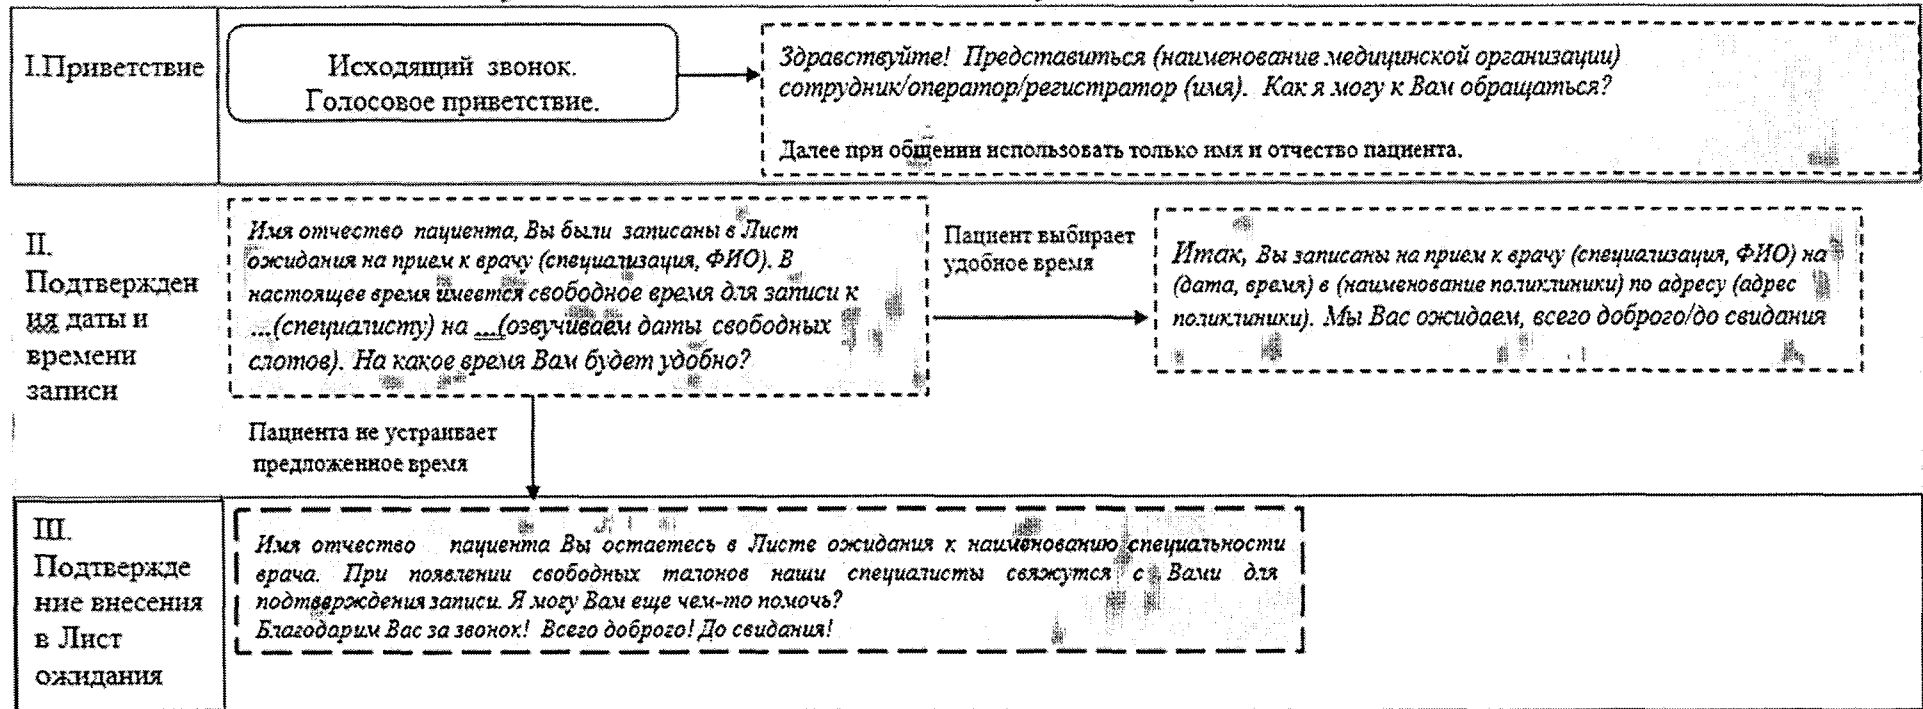 I.Приветствие
Исходящий звонок.
Голосовое приветствие.
Здравствуйте! Представиться (наименование медицинской организации)
сотрудник/оператор/регистратор (имя). Как я могу к Вам обращаться?
Далее при общении использовать только имя и отчество пациента.
II.
Подтвержден
ия даты и
времени
записи
Имя отчество пациента, Вы были записаны в Лист
ожидания на прием к врачу (специализация, ФИО). В
настоящее время имеется свободное время для записи к
...(специалисту) на ...(озвучиваем даты свободных
слотов). На какое время Вам будет удобно?
Пациент выбирает
удобное время
Итак, Вы записаны на прием к врачу (специализация, ФИО) на
(дата, время) в (наименование поликлиники) по адресу (адрес
поликлиники). Мы Вас ожидаем, всего доброго/до свидания
Пациента не устраивает
предложенное время
III.
Подтвержде
ние внесения
в Лист
ожидания
Имя отчество пациента Вы остаетесь в Листе ожидания к наименованию специальности
врача. При появлении свободных талонов наши специалисты свяжутся с Вами для
подтверждения записи. Я могу Вам еще чем-то помочь?
Благодарим Вас за звонок! Всего доброго! До свидания!